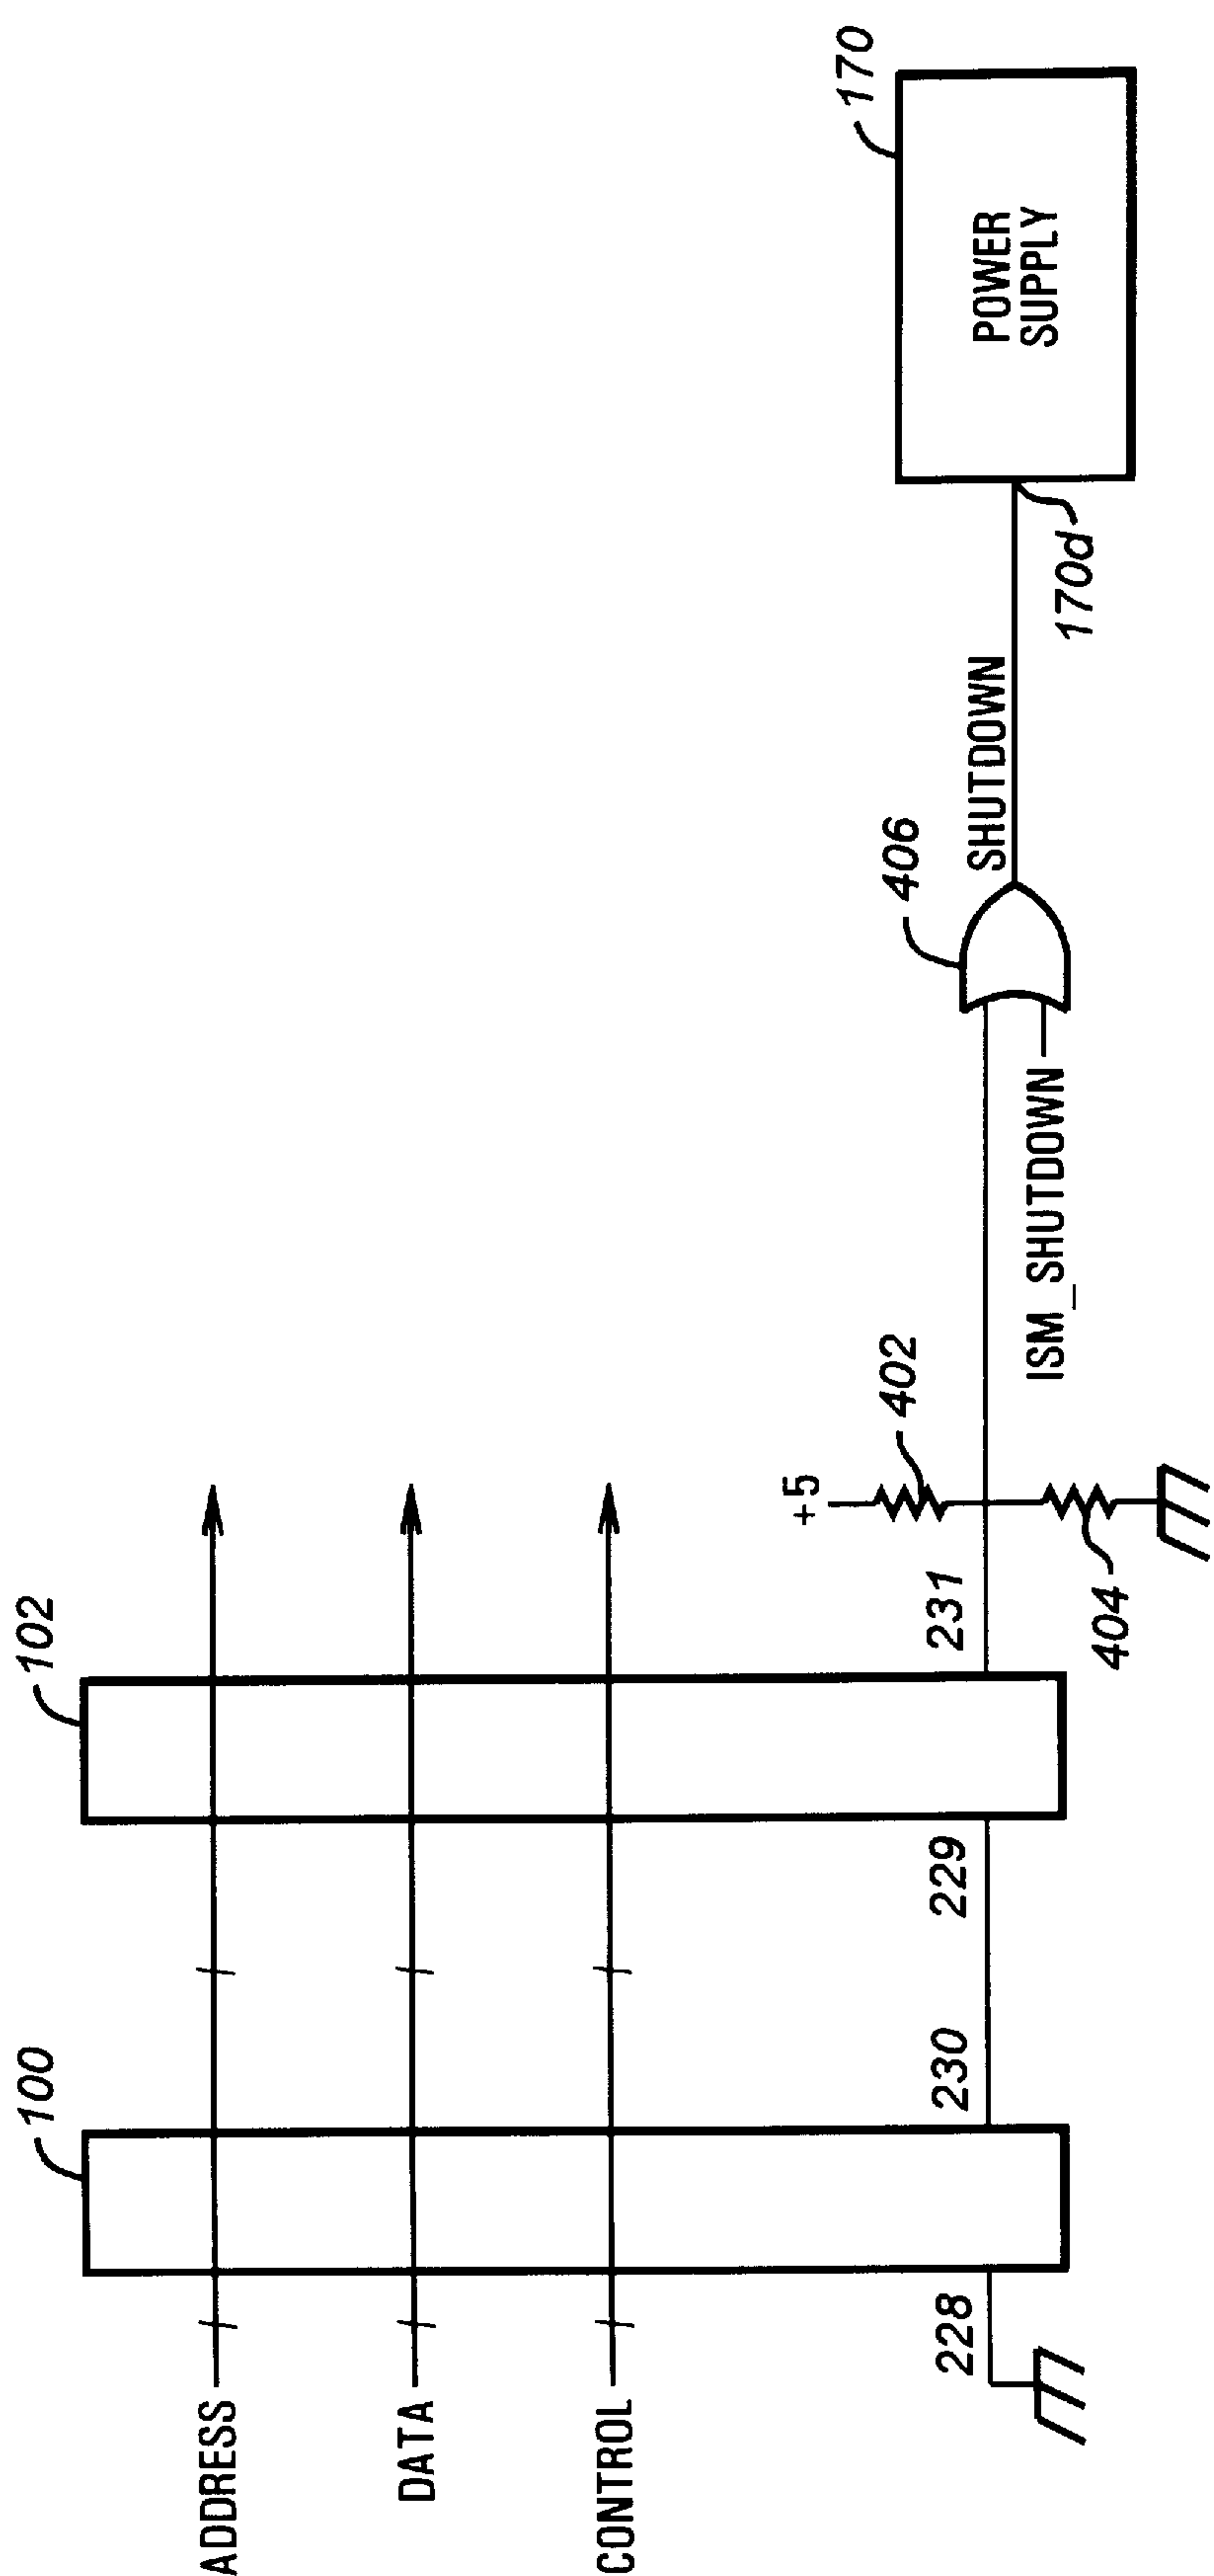 100
102
ADDRESS
DATA
CONTROL
228
230
229
231
+5
402
404
406
ISM_SHUTDOWN
SHUTDOWN
170
POWER
SUPPLY
170d